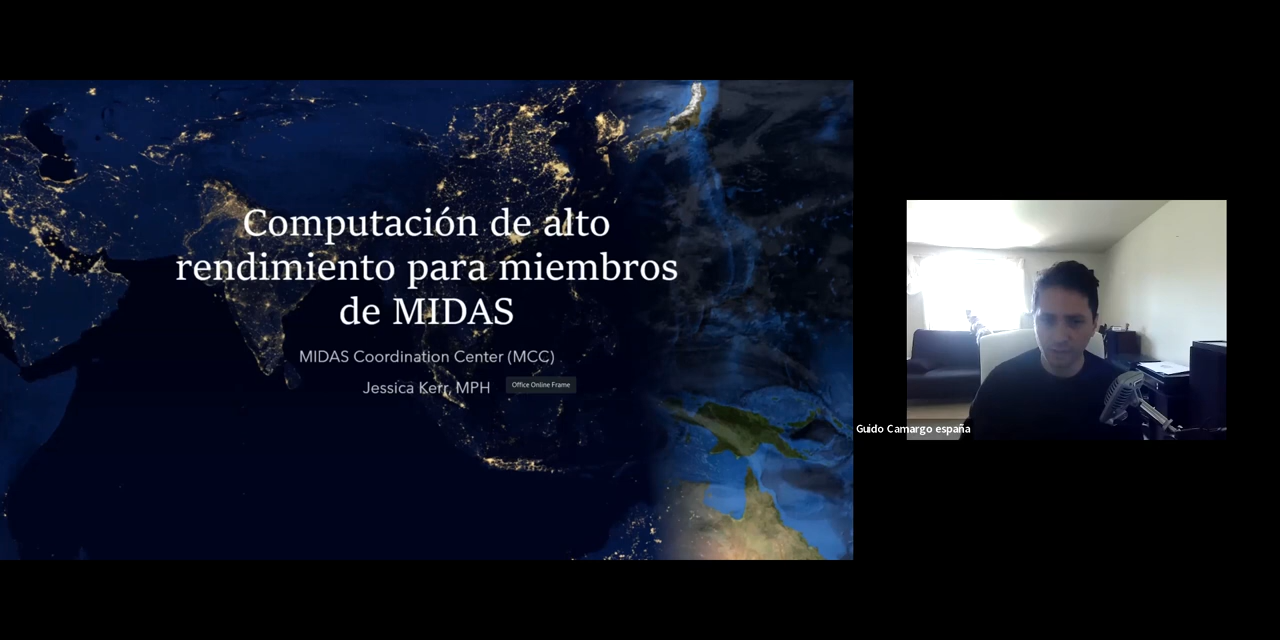 Computación de alto
rendimiento para miembros
de MIDAS
MIDAS Coordination Center (MCC)
Jessica Kerr, MPH
Office Online Frame
Guido Camargo españa